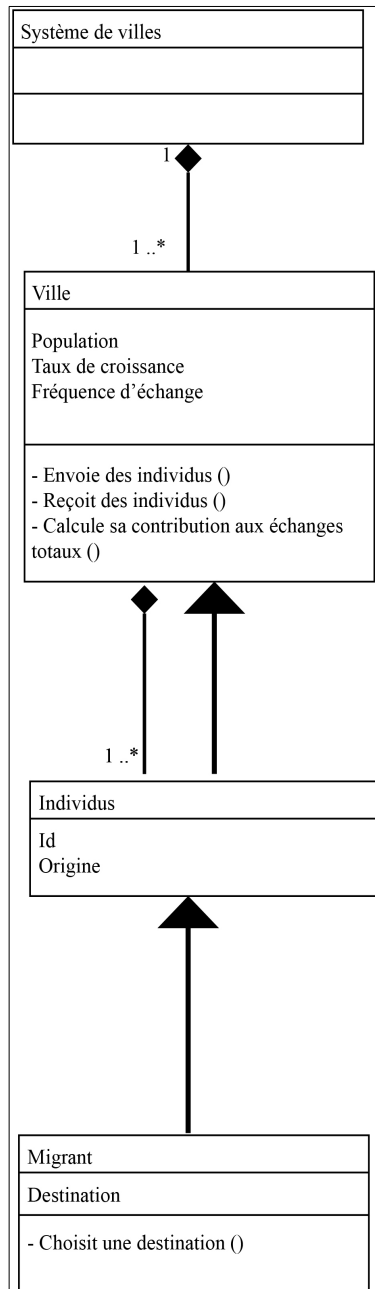 Système de villes
1
1 ..*
Ville
Population
Taux de croissance
Fréquence d’échange
- Envoie des individus ()
- Reçoit des individus ()
- Calcule sa contribution aux échanges
totaux ()
1 ..*
Individus
Id
Origine
Migrant
Destination
- Choisit une destination ()